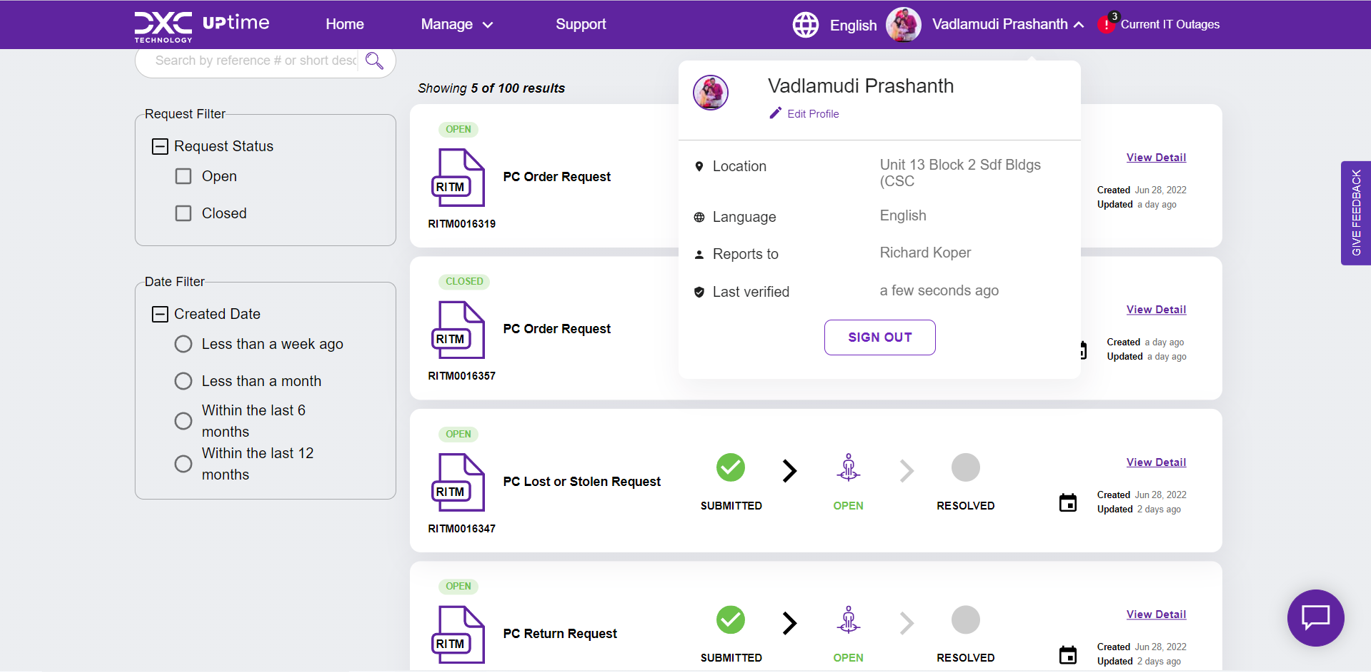 DXC TECHNOLOGY UPtime
Home
Manage
Support
English
Vadlamudi Prashanth
3
Current IT Outages
Search by reference # or short desc
Showing 5 of 100 results
Request Filter
Request Status
Open
Closed
Date Filter
Created Date
Less than a week ago
Less than a month
Within the last 6
months
Within the last 12
months
OPEN
RITM
RITM0016319
PC Order Request
View Detail
Created Jun 28, 2022
Updated a day ago
CLOSED
RITM
RITM0016357
PC Order Request
View Detail
Created a day ago
Updated a day ago
OPEN
RITM
RITM0016347
PC Lost or Stolen Request
SUBMITTED
OPEN
RESOLVED
View Detail
Created Jun 28, 2022
Updated 2 days ago
OPEN
RITM
PC Return Request
SUBMITTED
OPEN
RESOLVED
View Detail
Created Jun 28, 2022
Updated 2 days ago
Vadlamudi Prashanth
Edit Profile
Location
Unit 13 Block 2 Sdf Bldgs
(CSC
Language
English
Reports to
Richard Koper
Last verified
a few seconds ago
SIGN OUT
GIVE FEEDBACK